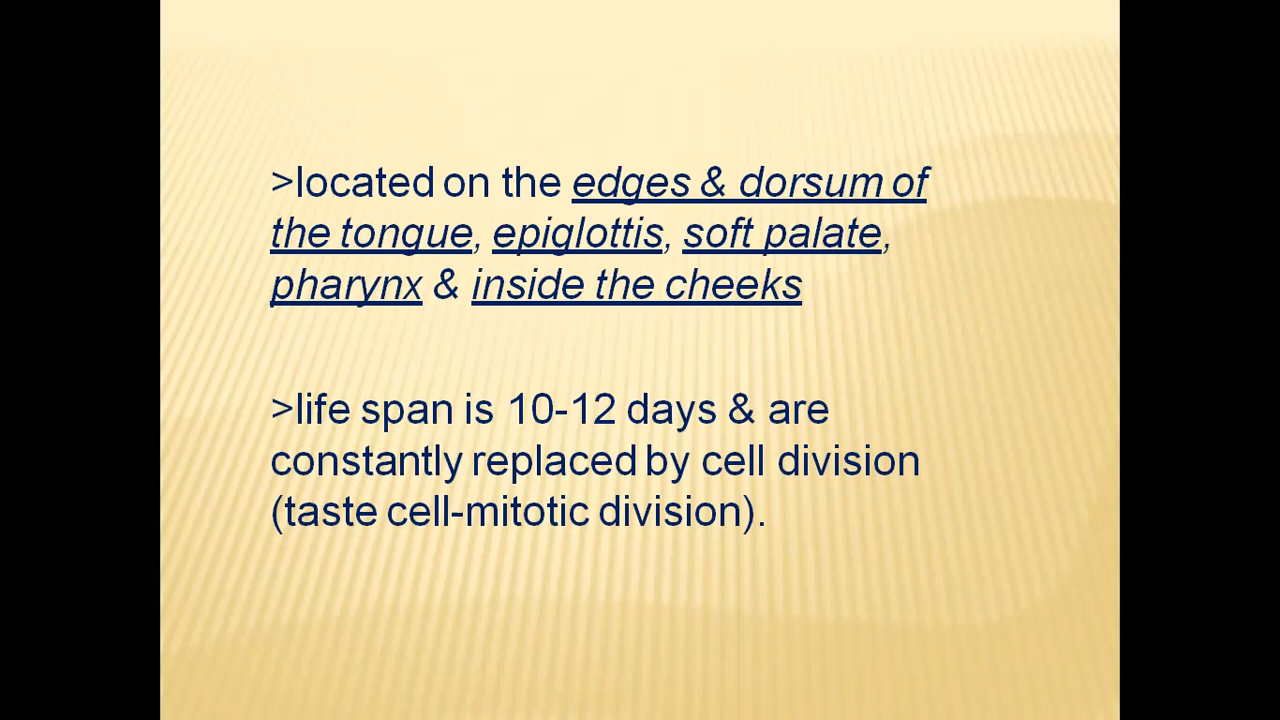 >located on the edges & dorsum of
the tongue, epiglottis, soft palate,
pharynx & inside the cheeks
>life span is 10-12 days & are
constantly replaced by cell division
(taste cell-mitotic division).